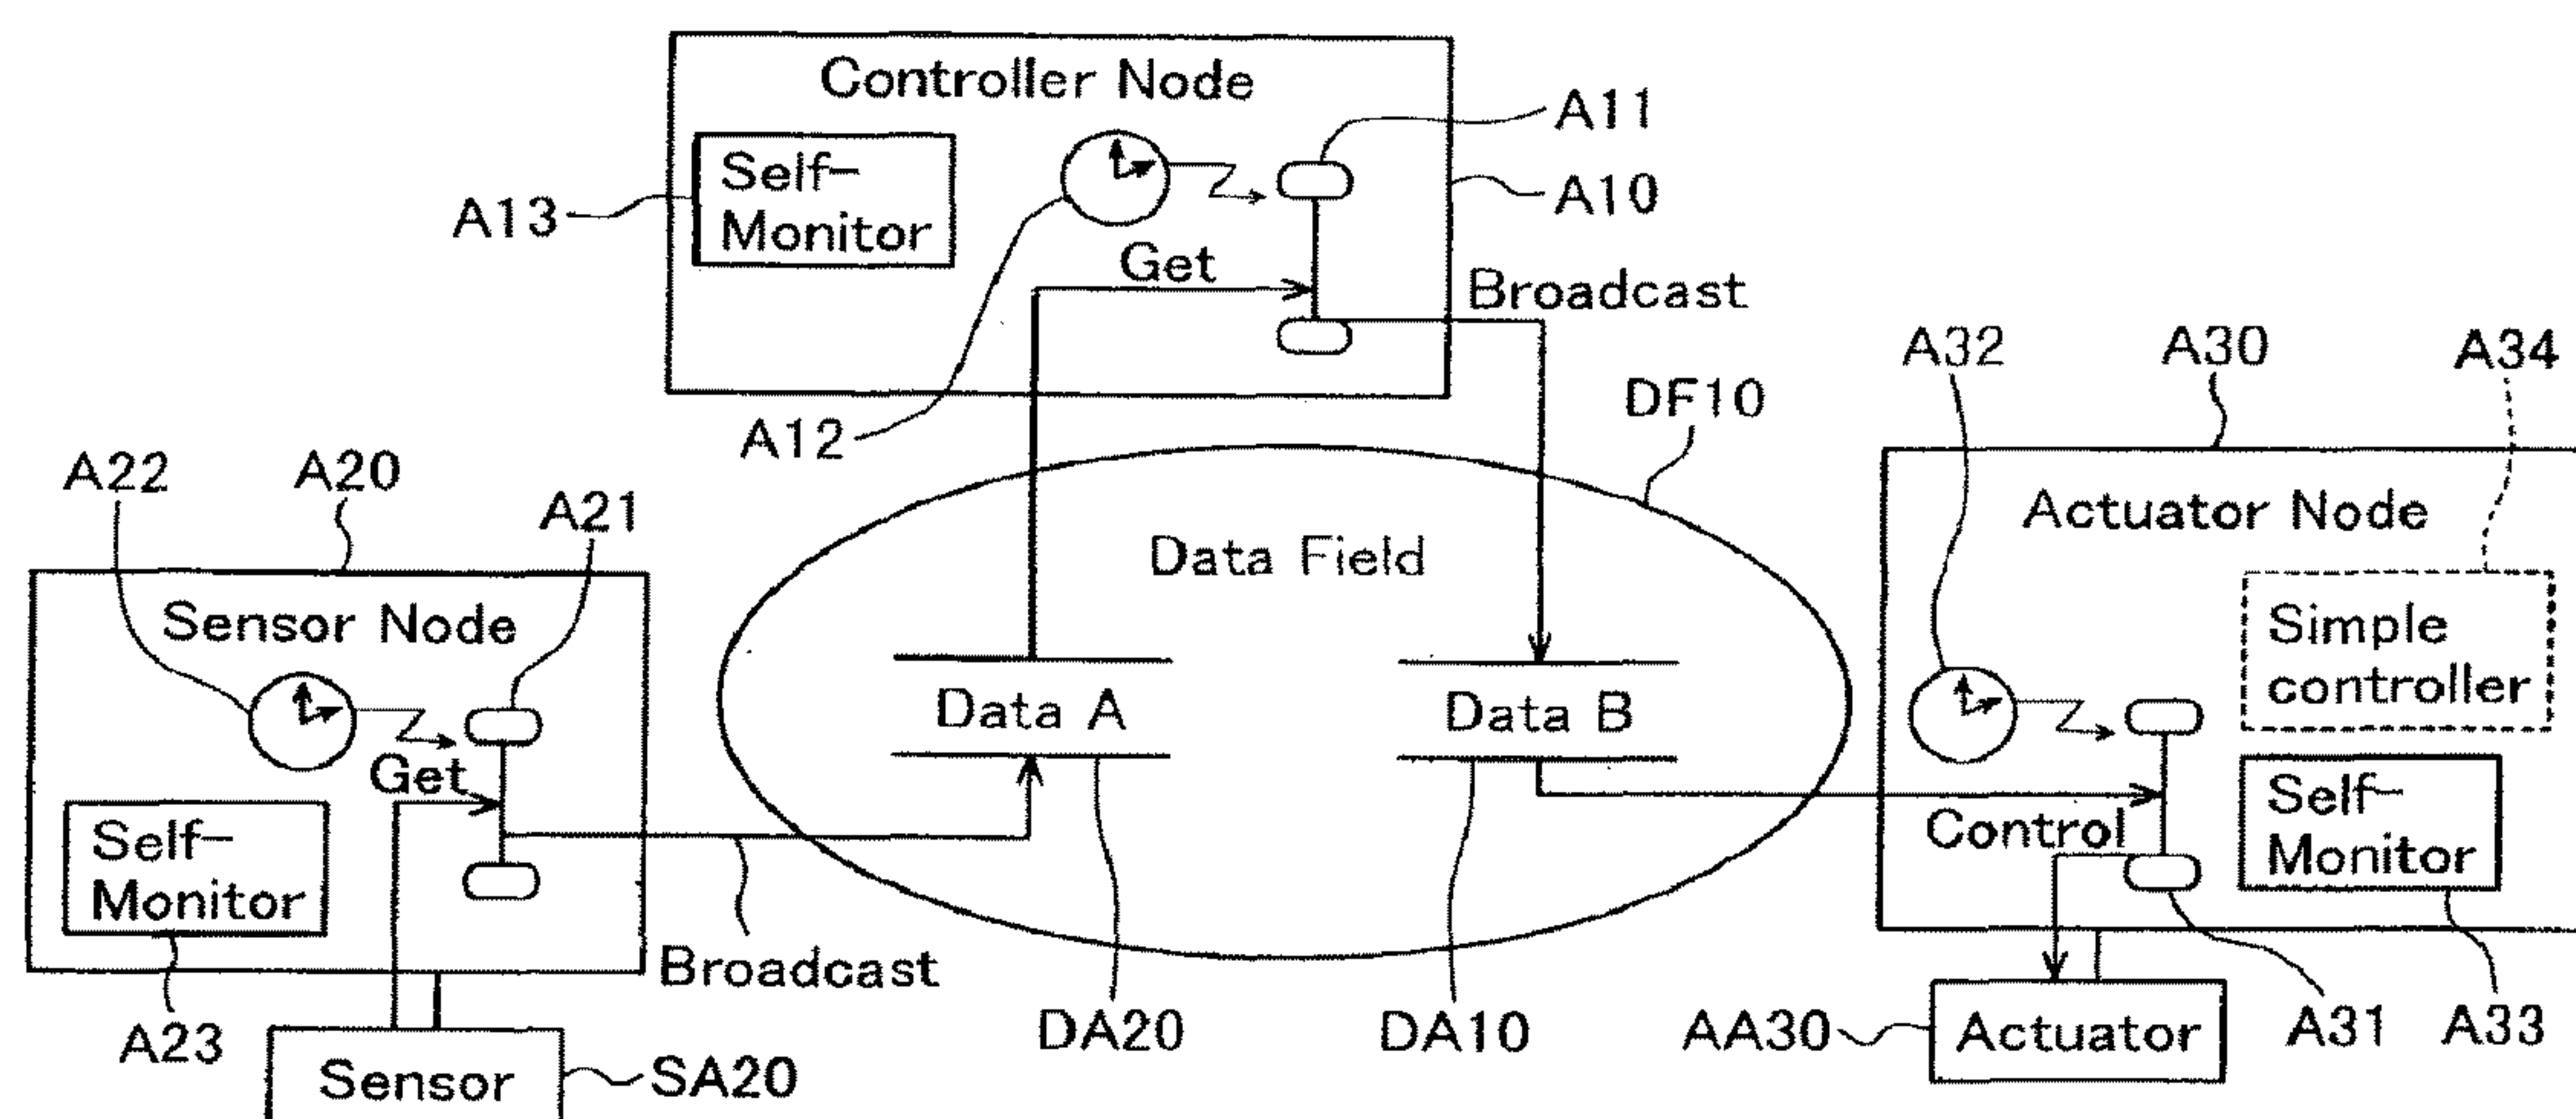 Controller Node
A11
Self-
Monitor
A10
A13
Get
Broadcast
A12
DF10
A32
A30
A34
A22
A20
A21
Data Field
Actuator Node
Sensor Node
Simple
controller
Data A
Data B
Get
Self-
Monitor
Control
Self-
Monitor
Broadcast
A23
DA20
DA10
AA30
Actuator
A31
A33
Sensor
SA20